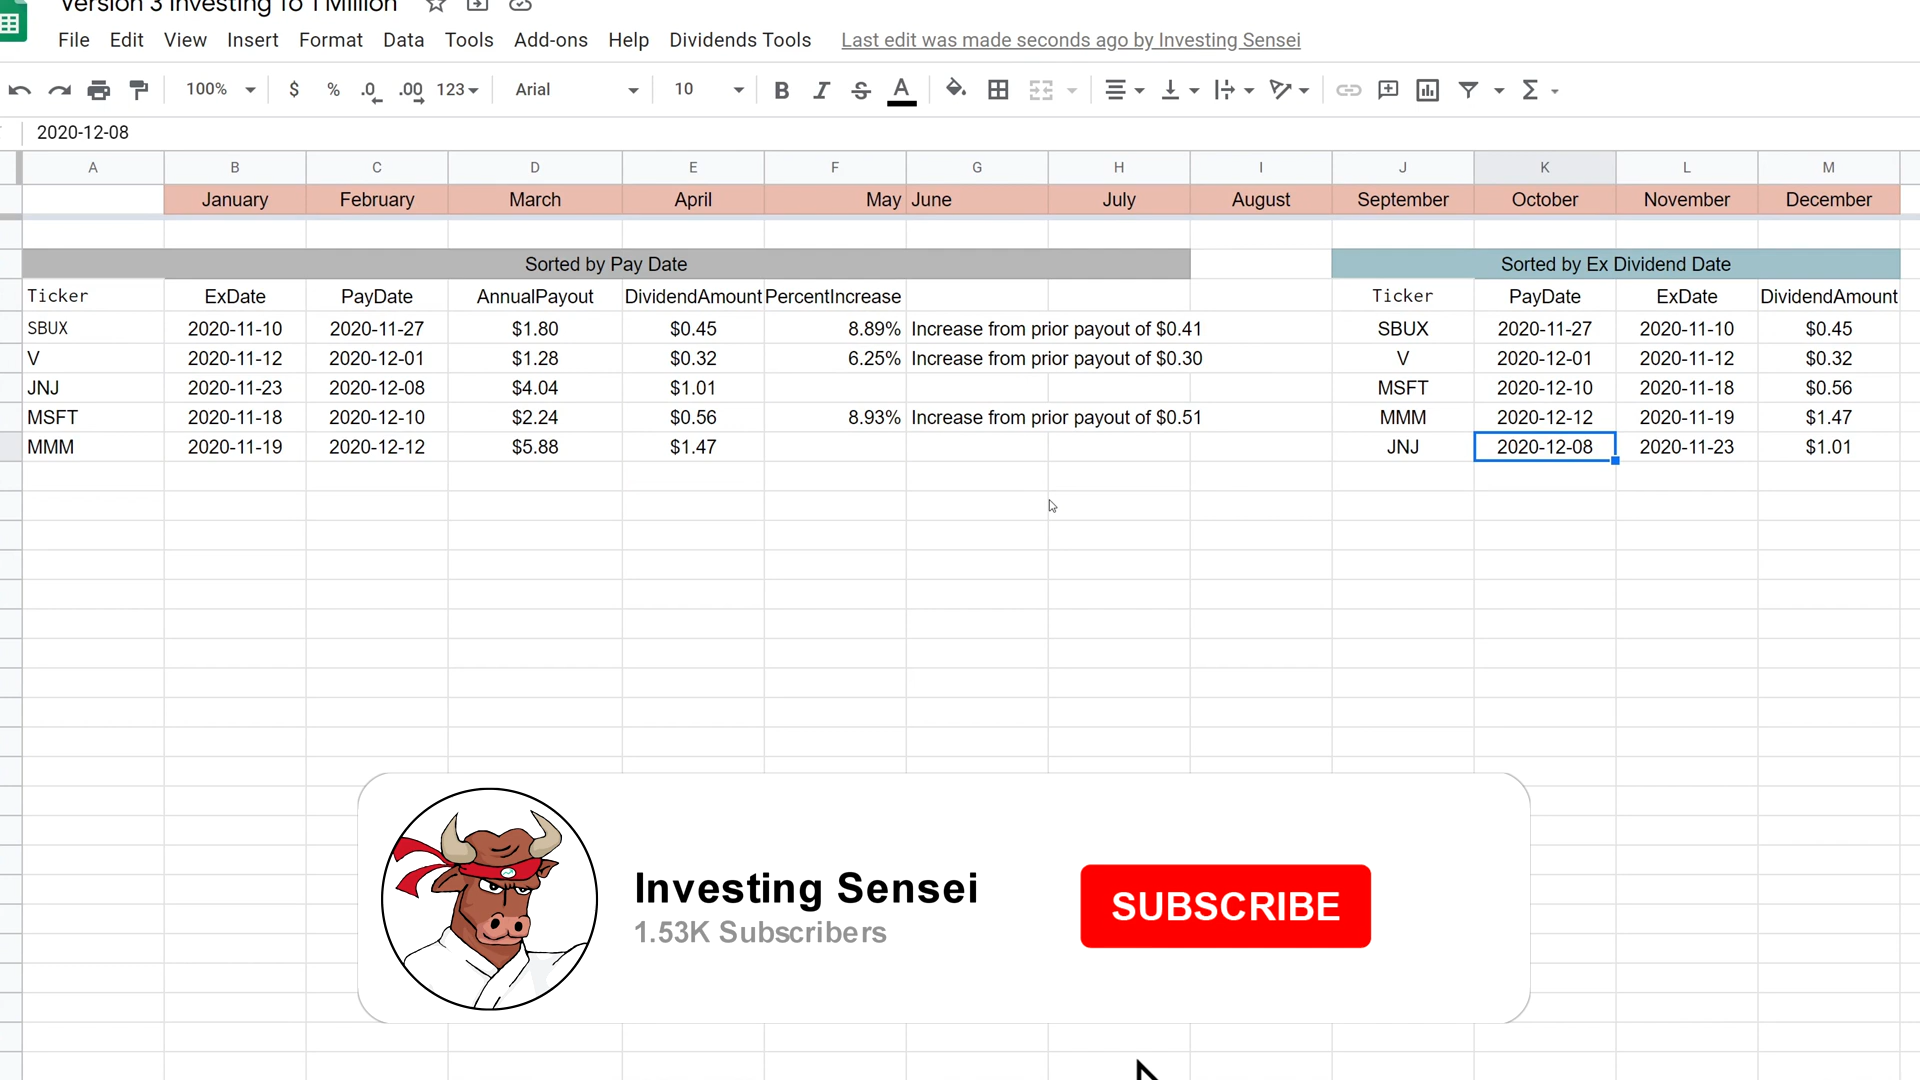 Version 3 Investing To 1 Million
File Edit View Insert Format Data Tools Add-ons Help Dividends Tools Last edit was made seconds ago by Investing Sensei
100% $ % .0 .00 123 Arial 10 B I S A Σ
2020-12-08
A B C D E F G H I J K L M
January February March April May June July August September October November December
Sorted by Pay Date Sorted by Ex Dividend Date
Ticker ExDate PayDate AnnualPayout DividendAmount PercentIncrease Ticker PayDate ExDate DividendAmount
SBUX 2020-11-10 2020-11-27 $1.80 $0.45 8.89% Increase from prior payout of $0.41 SBUX 2020-11-27 2020-11-10 $0.45
V 2020-11-12 2020-12-01 $1.28 $0.32 6.25% Increase from prior payout of $0.30 V 2020-12-01 2020-11-12 $0.32
JNJ 2020-11-23 2020-12-08 $4.04 $1.01 MSFT 2020-12-10 2020-11-18 $0.56
MSFT 2020-11-18 2020-12-10 $2.24 $0.56 8.93% Increase from prior payout of $0.51 MMM 2020-12-12 2020-11-19 $1.47
MMM 2020-11-19 2020-12-12 $5.88 $1.47 JNJ 2020-12-08 2020-11-23 $1.01
Investing Sensei
1.53K Subscribers
SUBSCRIBE